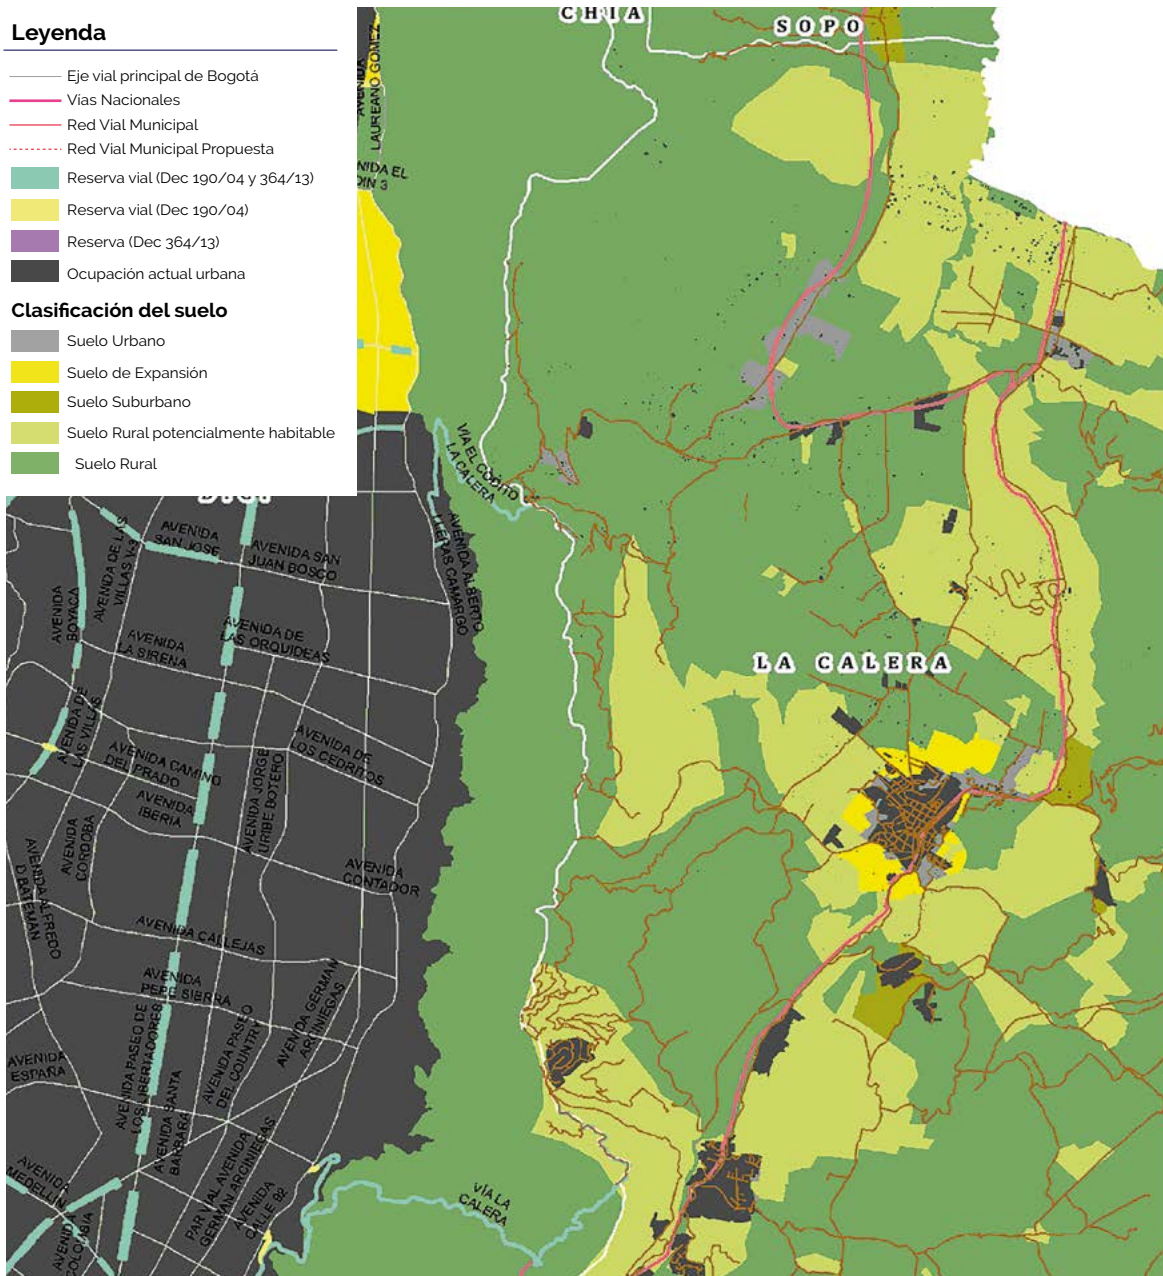 Leyenda
Eje vial principal de Bogotá
Vias Nacionales
Red Vial Municipal
Red Vial Municipal Propuesta
Reserva vial (Dec 190/04 y 364/13)
Reserva vial (Dec 190/04)
Reserva (Dec 364/13)
Ocupación actual urbana
Clasificación del suelo
Suelo Urbano
Suelo de Expansión
Suelo Suburbano
Suelo Rural potencialmente habitable
Suelo Rural
CHIA
SOPO
AVENIDA
LAUREANO GOMEZ
NIDA EL
VIA EL CODITO
LA CALERA
AVENIDA ALBERTO
LLERAS CAMARGO
AVENIDA
SAN JOSE
AVENIDA SAN
JUAN BOSCO
AVENIDA DE LAS
VILLAS V-3
AVENIDA
BOYACA
AVENIDA
LA SIRENA
AVENIDA DE
LAS ORQUIDEAS
LA CALERA
AVENIDA DE
LAS VILLAS
AVENIDA CAMINO
DEL PRADO
AVENIDA DE
LOS CEDRITOS
AVENIDA JORGE
URIBE BOTERO
AVENIDA
IBERIA
AVENIDA
CORDOBA
AVENIDA ALFREDO
D BATEMAN
AVENIDA
CONTADOR
AVENIDA CALLEJAS
AVENIDA
PEPE SIERRA
AVENIDA GERMAN
ARCINIEGAS
AVENIDA PASEO
DEL COUNTRY
AVENIDA PASEO DE
LOS LIBERTADORES
AVENIDA
ESPAÑA
AVENIDA SANTA
BARBARA
PAR VIAL AVENIDA
GERMAN ARCINIEGAS
AVENIDA
CALLE 92
AVENIDA
MEDELLIN
AVENIDA
COLOMBIA
VIA LA
CALERA